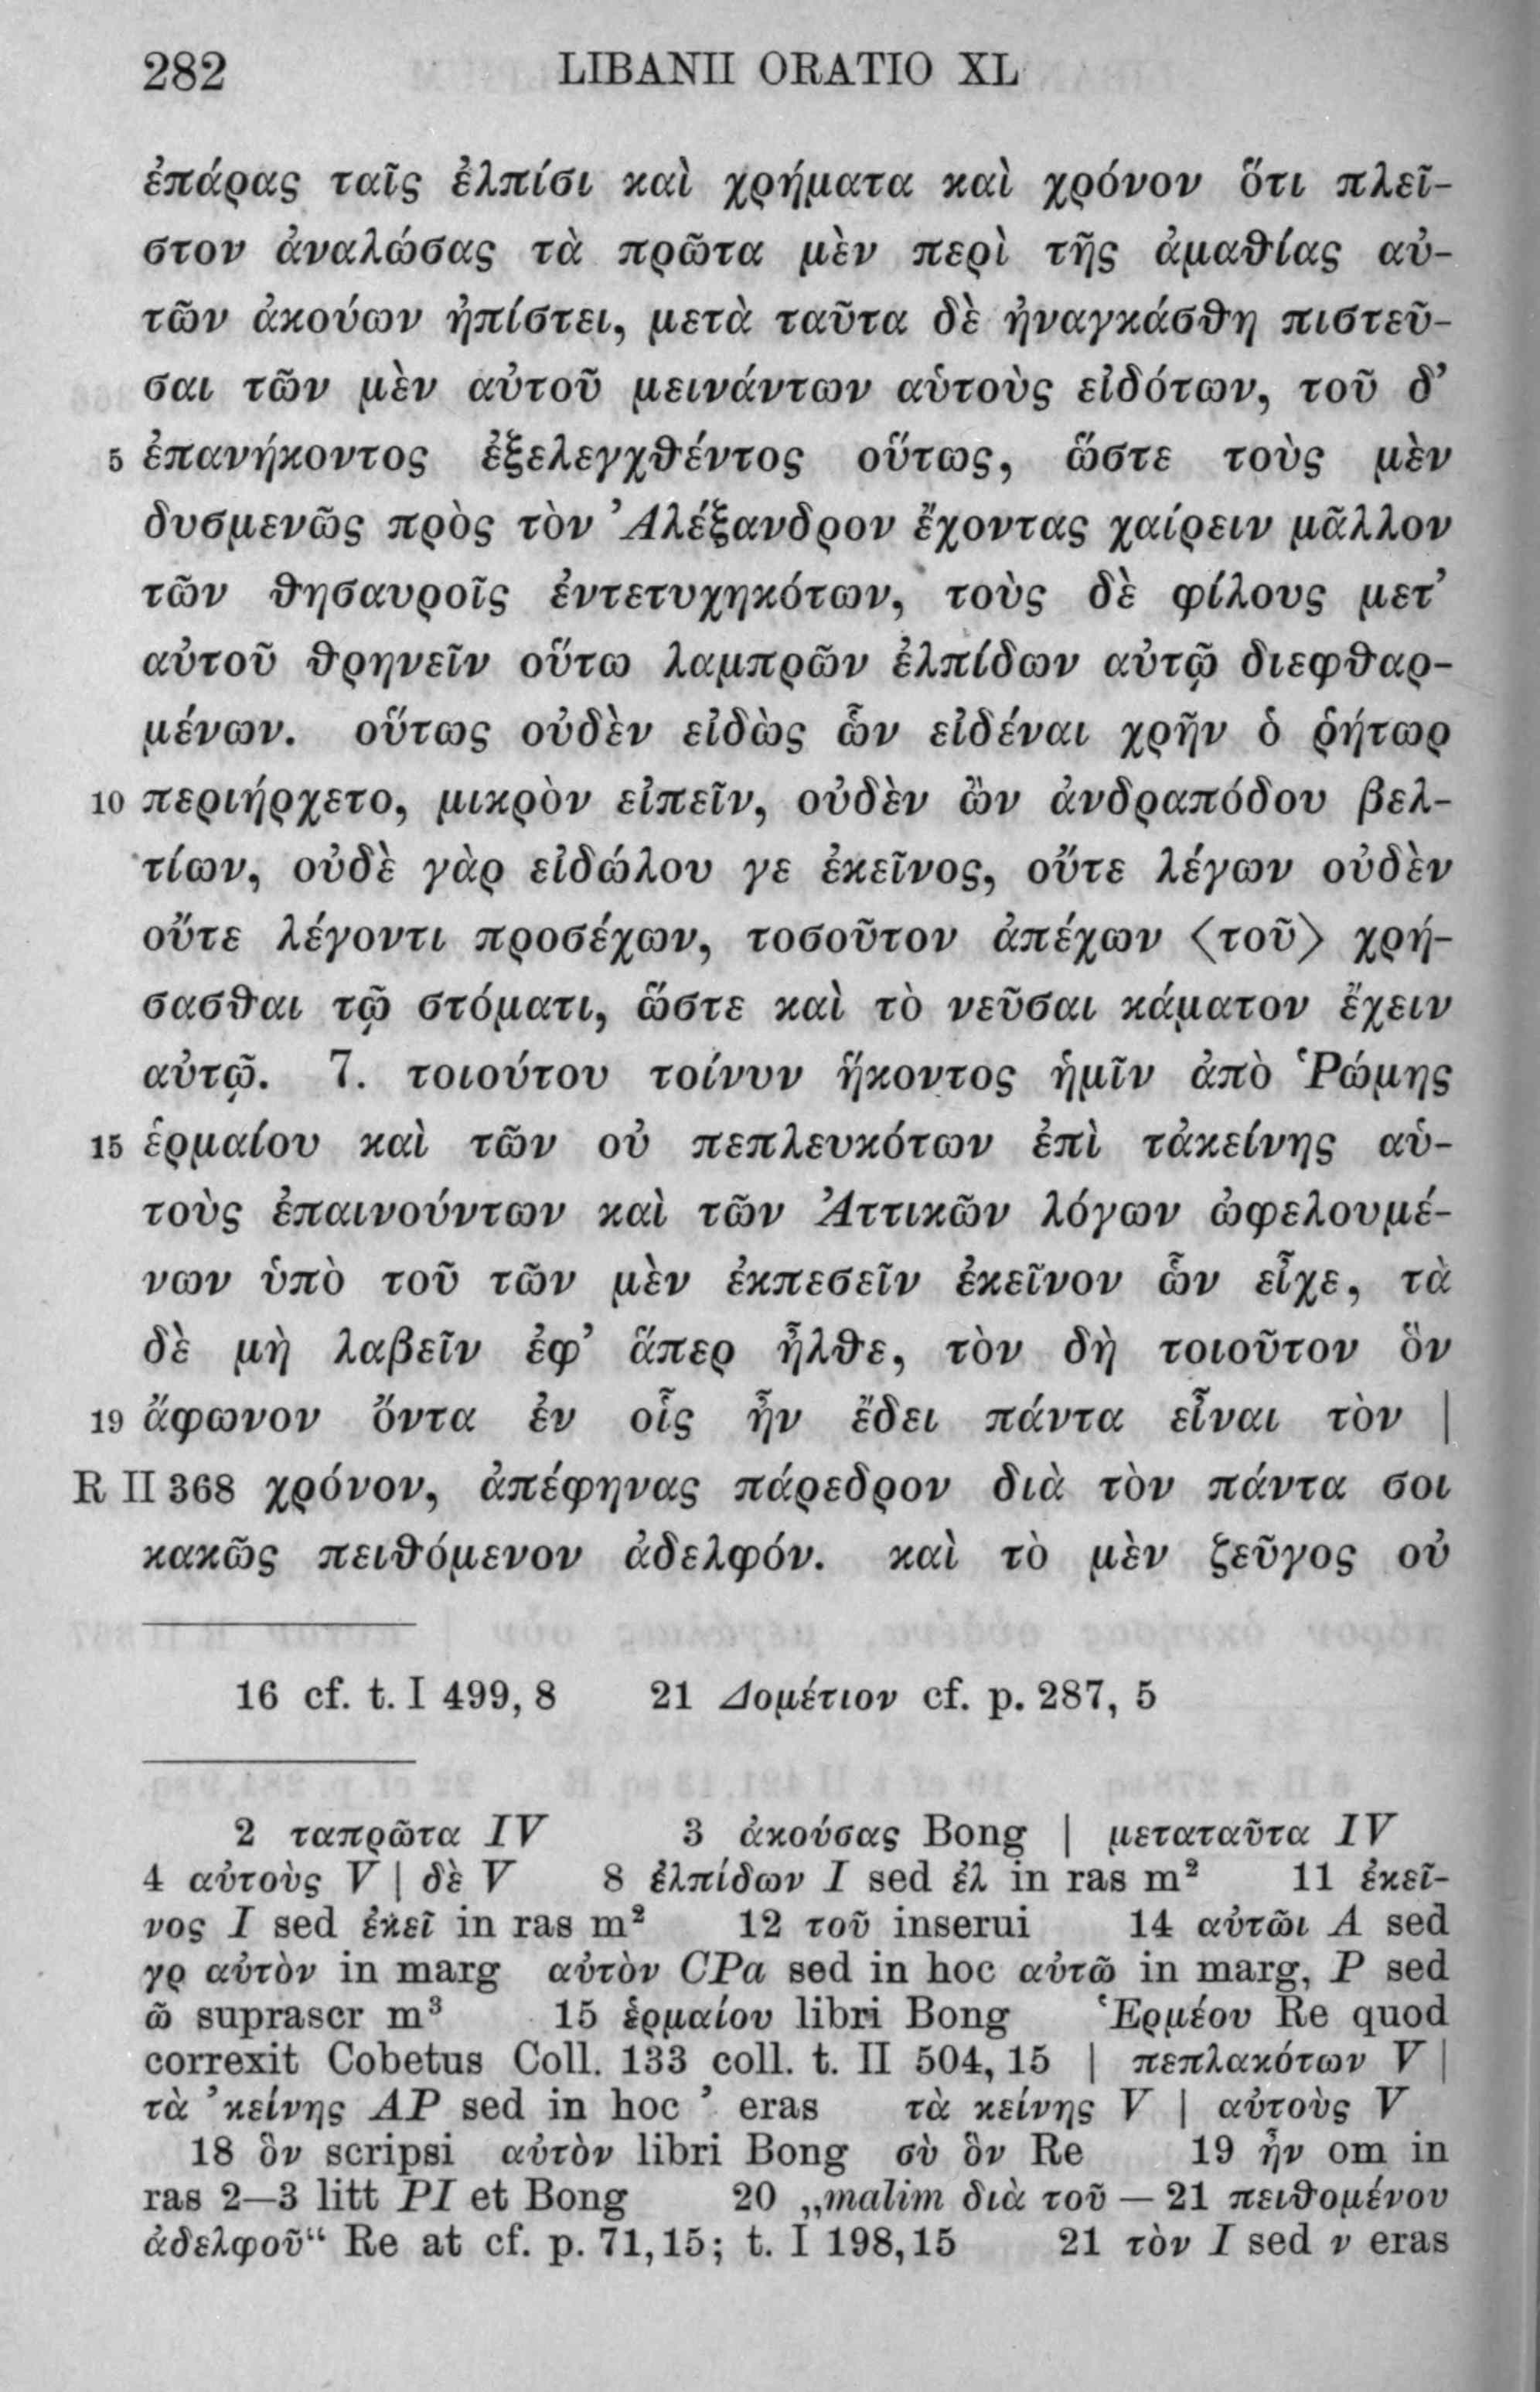 282 LIBANII ORATIO XL
ἐπάρας ταῖς ἐλπίσι καὶ χρήματα καὶ χρόνον ὅτι πλεῖ-
στον ἀναλώσας τὰ πρῶτα μὲν περὶ τῆς ἀμαθίας αὐ-
τῶν ἀκούων ἠπίστει, μετὰ ταῦτα δὲ ἠναγκάσθη πιστεῦ-
σαι τῶν μὲν αὐτοῦ μεινάντων αὑτοὺς εἰδότων, τοῦ δ’
5 ἐπανήκοντος ἐξελεγχθέντος οὕτως, ὥστε τοὺς μὲν
δυσμενῶς πρὸς τὸν Ἀλέξανδρον ἔχοντας χαίρειν μᾶλλον
τῶν θησαυροῖς ἐντετυχηκότων, τοὺς δὲ φίλους μετ’
αὐτοῦ θρηνεῖν οὕτω λαμπρῶν ἐλπίδων αὐτῷ διεφθαρ-
μένων. οὕτως οὐδὲν εἰδὼς ὧν εἰδέναι χρῆν ὁ ῥήτωρ
10 περιήρχετο, μικρὸν εἰπεῖν, οὐδὲν ὢν ἀνδραπόδου βελ-
τίων, οὐδὲ γὰρ εἰδώλου γε ἐκεῖνος, οὔτε λέγων οὐδὲν
οὔτε λέγοντι προσέχων, τοσοῦτον ἀπέχων ⟨τοῦ⟩ χρή-
σασθαι τῷ στόματι, ὥστε καὶ τὸ νεῦσαι κάματον ἔχειν
αὐτῷ. 7. τοιούτου τοίνυν ἥκοντος ἡμῖν ἀπὸ Ῥώμης
15 ἑρμαίου καὶ τῶν οὐ πεπλευκότων ἐπὶ τἀκείνης αὑ-
τοὺς ἐπαινούντων καὶ τῶν Ἀττικῶν λόγων ὠφελουμέ-
νων ὑπὸ τοῦ τῶν μὲν ἐκπεσεῖν ἐκεῖνον ὧν εἶχε, τὰ
δὲ μὴ λαβεῖν ἐφ’ ἅπερ ἦλθε, τὸν δὴ τοιοῦτον ὃν
19 ἄφωνον ὄντα ἐν οἷς ἦν ἔδει πάντα εἶναι τὸν |
R II 368 χρόνον, ἀπέφηνας πάρεδρον διὰ τὸν πάντα σοι
κακῶς πειθόμενον ἀδελφόν. καὶ τὸ μὲν ζεῦγος οὐ
16 cf. t. I 499, 8 21 Δομέτιον cf. p. 287, 5
2 ταπρῶτα IV 3 ἀκούσας Bong | μεταταῦτα IV
4 αὐτοὺς V | δὲ V 8 ἐλπίδων I sed ἐλ in ras m² 11 ἐκεῖ-
νος I sed ἐκεῖ in ras m² 12 τοῦ inserui 14 αὐτῶι A sed
γρ αὐτὸν in marg αὐτὸν CPa sed in hoc αὐτῶ in marg, P sed
ῶ suprascr m³ 15 ἑρμαίου libri Bong Ἑρμέου Re quod
correxit Cobetus Coll. 133 coll. t. II 504, 15 | πεπλακότων V |
τὰ ’κείνης AP sed in hoc ’ eras τὰ κείνης V | αὐτοὺς V
18 ὃν scripsi αὐτὸν libri Bong σὺ ὃν Re 19 ἦν om in
ras 2—3 litt PI et Bong 20 „malim διὰ τοῦ — 21 πειθομένου
ἀδελφοῦ“ Re at cf. p. 71, 15; t. I 198, 15 21 τὸν I sed ν eras